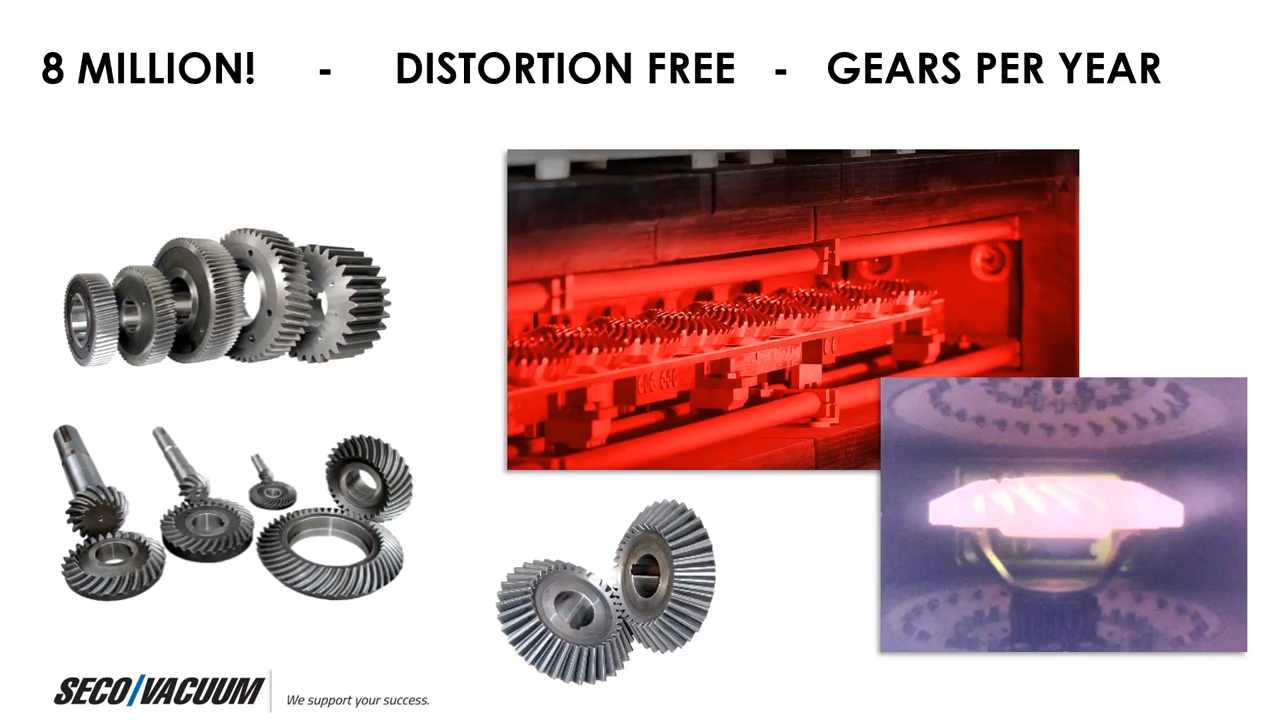 8 MILLION! - DISTORTION FREE - GEARS PER YEAR
SECO/VACUUM
We support your success.